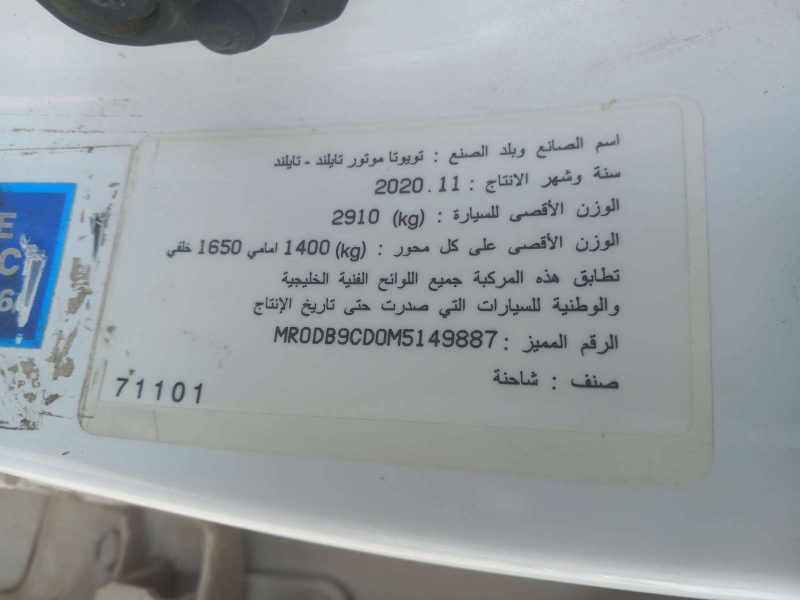 اسم الصانع وبلد الصنع : تويوتا موتور تايلند - تايلند
سنة وشهر الانتاج : 2020.11
الوزن الأقصى للسيارة : 2910 (kg)
الوزن الأقصى على كل محور : (kg) 1400 امامي 1650 خلفي
تطابق هذه المركبة جميع اللوائح الفنية الخليجية
والوطنية للسيارات التي صدرت حتى تاريخ الإنتاج
الرقم المميز : MR0DB9CD0M5149887
صنف : شاحنة
71101
E
C
6